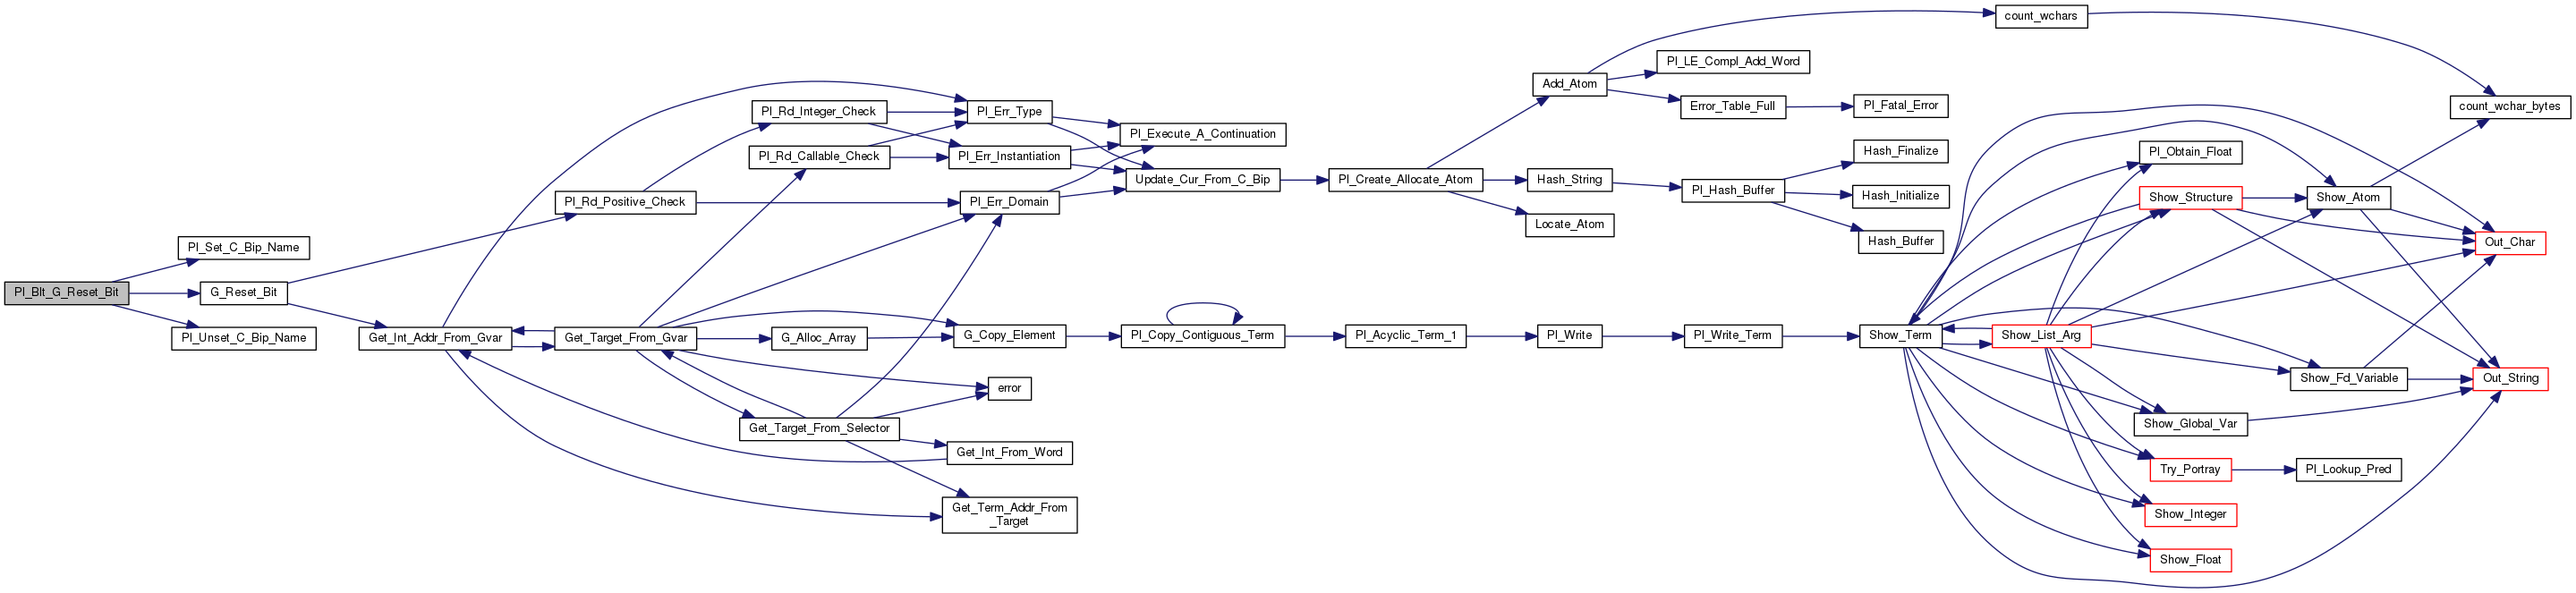 Pl_Blt_G_Reset_Bit
Pl_Set_C_Bip_Name
G_Reset_Bit
Pl_Unset_C_Bip_Name
Pl_Rd_Positive_Check
Get_Int_Addr_From_Gvar
Get_Target_From_Gvar
Pl_Rd_Integer_Check
Pl_Rd_Callable_Check
G_Alloc_Array
Get_Target_From_Selector
Pl_Err_Type
Pl_Err_Instantiation
Pl_Err_Domain
G_Copy_Element
error
Get_Int_From_Word
Get_Term_Addr_From
_Target
Pl_Execute_A_Continuation
Update_Cur_From_C_Bip
Pl_Copy_Contiguous_Term
Pl_Create_Allocate_Atom
Pl_Acyclic_Term_1
Add_Atom
Hash_String
Locate_Atom
Pl_Write
Pl_LE_Compl_Add_Word
Error_Table_Full
Pl_Hash_Buffer
Pl_Write_Term
Pl_Fatal_Error
Hash_Finalize
Hash_Initialize
Hash_Buffer
Show_Term
count_wchars
Show_List_Arg
Pl_Obtain_Float
Show_Structure
Show_Global_Var
Try_Portray
Show_Integer
Show_Float
Show_Atom
Show_Fd_Variable
Pl_Lookup_Pred
count_wchar_bytes
Out_Char
Out_String